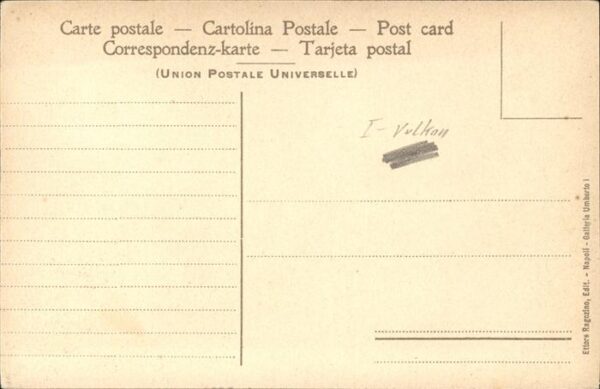 Carte postale — Cartolina Postale — Post card
Correspondenz-karte — Tarjeta postal
(UNION POSTALE UNIVERSELLE)
I - Vulkan
Ettore Ragozino, Edit. - Napoli - Galleria Umberto I